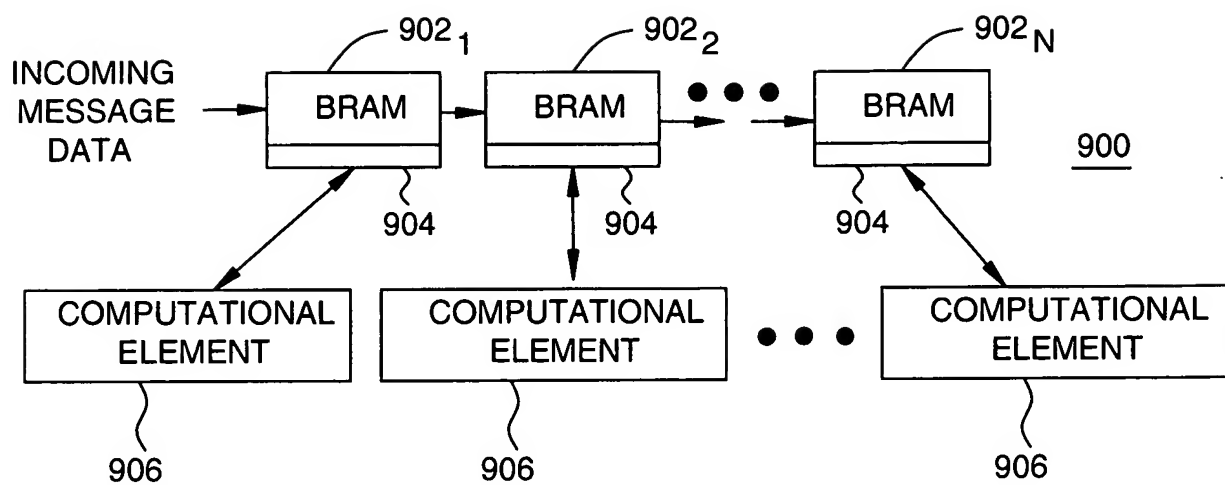 902₁
902₂
902_N
INCOMING
MESSAGE
DATA
BRAM
BRAM
BRAM
900
904
904
904
COMPUTATIONAL
ELEMENT
COMPUTATIONAL
ELEMENT
COMPUTATIONAL
ELEMENT
906
906
906